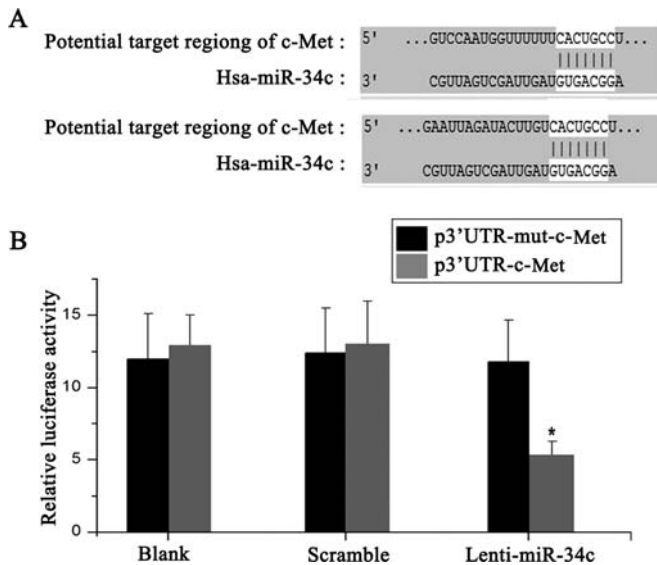 A
Potential target regiong of c-Met : 5' ...GUCCAAUGGUUUUUCACUGCCU...
Hsa-miR-34c : 3' CGUUAGUCGAUUGAUGUGACGGA
Potential target regiong of c-Met : 5' ...GAAUUAGAUACUUGUCACUGCCU...
Hsa-miR-34c : 3' CGUUAGUCGAUUGAUGUGACGGA
B
p3'UTR-mut-c-Met
p3'UTR-c-Met
Relative luciferase activity
15
10
5
0
*
Blank Scramble Lenti-miR-34c